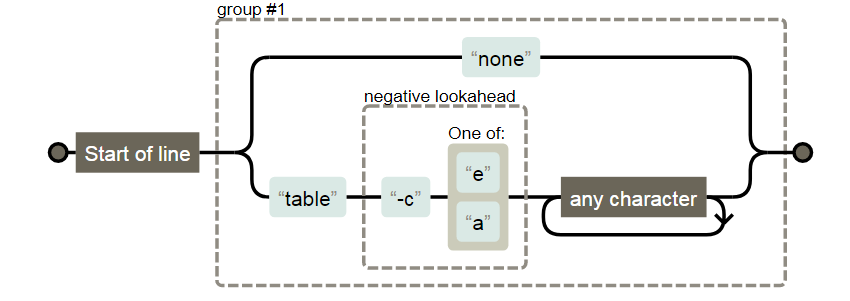 group #1
“none”
negative lookahead
One of:
Start of line
“e”
“table”
“-c”
any character
“a”